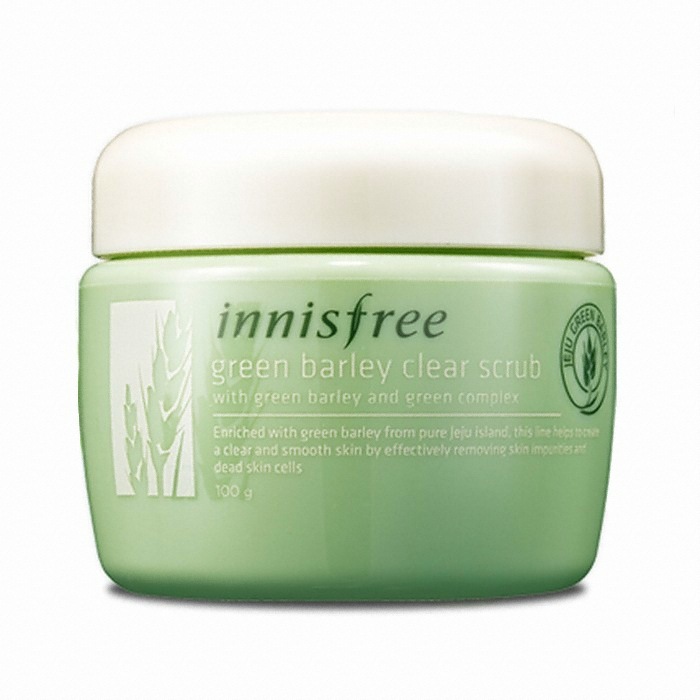 innisfree
green barley clear scrub
with green barley and green complex
Enriched with green barley from pure Jeju island, this line helps to create
a clear and smooth skin by effectively removing skin impurities and
dead skin cells
100 g
JEJU GREEN BARLEY